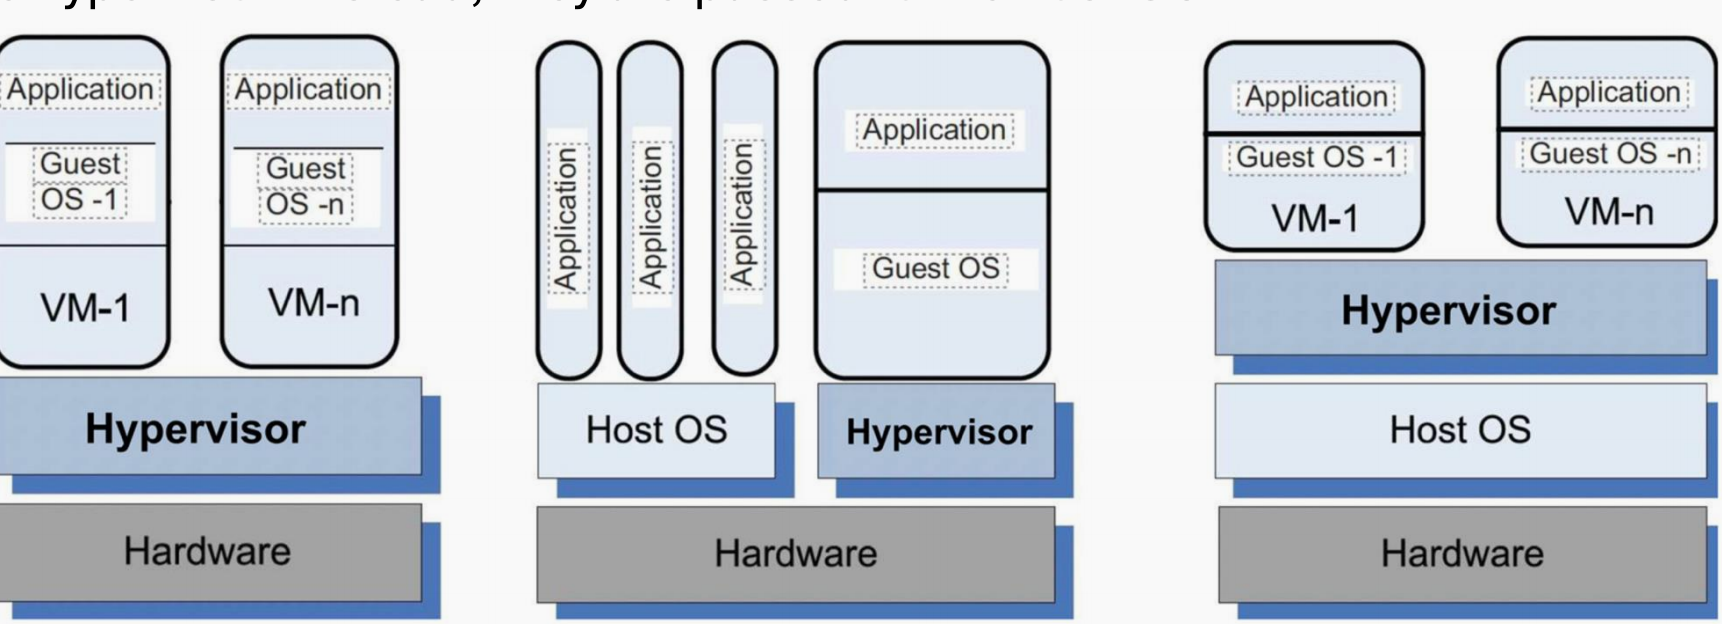 Application
Guest
OS -1
VM-1
Application
Guest
OS -n
VM-n
Hypervisor
Hardware
Application
Application
Application
Application
Guest OS
Host OS
Hypervisor
Hardware
Application
Guest OS -1
VM-1
Application
Guest OS -n
VM-n
Hypervisor
Host OS
Hardware